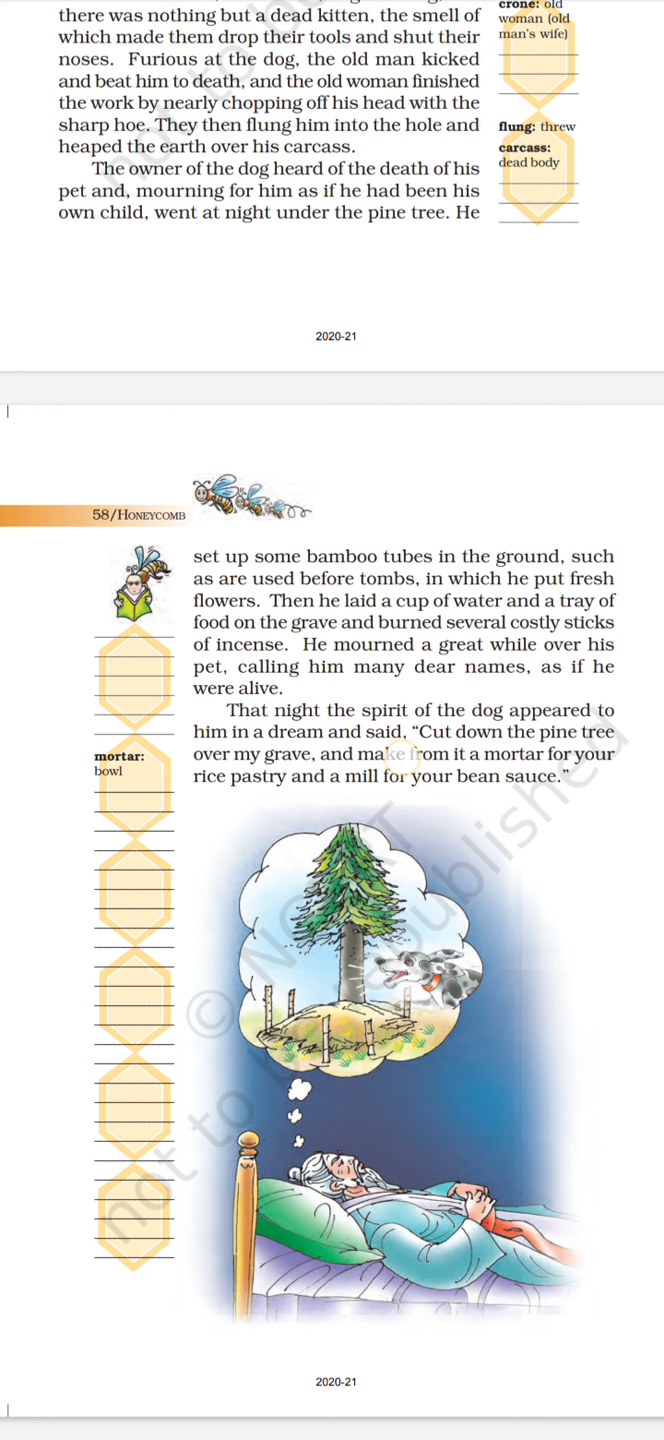 there was nothing but a dead kitten, the smell of
which made them drop their tools and shut their
noses. Furious at the dog, the old man kicked
and beat him to death, and the old woman finished
the work by nearly chopping off his head with the
sharp hoe. They then flung him into the hole and
heaped the earth over his carcass.
The owner of the dog heard of the death of his
pet and, mourning for him as if he had been his
own child, went at night under the pine tree. He
crone: old
woman (old
man's wife)
flung: threw
carcass:
dead body
2020-21
58/HONEYCOMB
set up some bamboo tubes in the ground, such
as are used before tombs, in which he put fresh
flowers. Then he laid a cup of water and a tray of
food on the grave and burned several costly sticks
of incense. He mourned a great while over his
pet, calling him many dear names, as if he
were alive.
That night the spirit of the dog appeared to
him in a dream and said, “Cut down the pine tree
over my grave, and make from it a mortar for your
rice pastry and a mill for your bean sauce.”
mortar:
bowl
not to be republished
2020-21